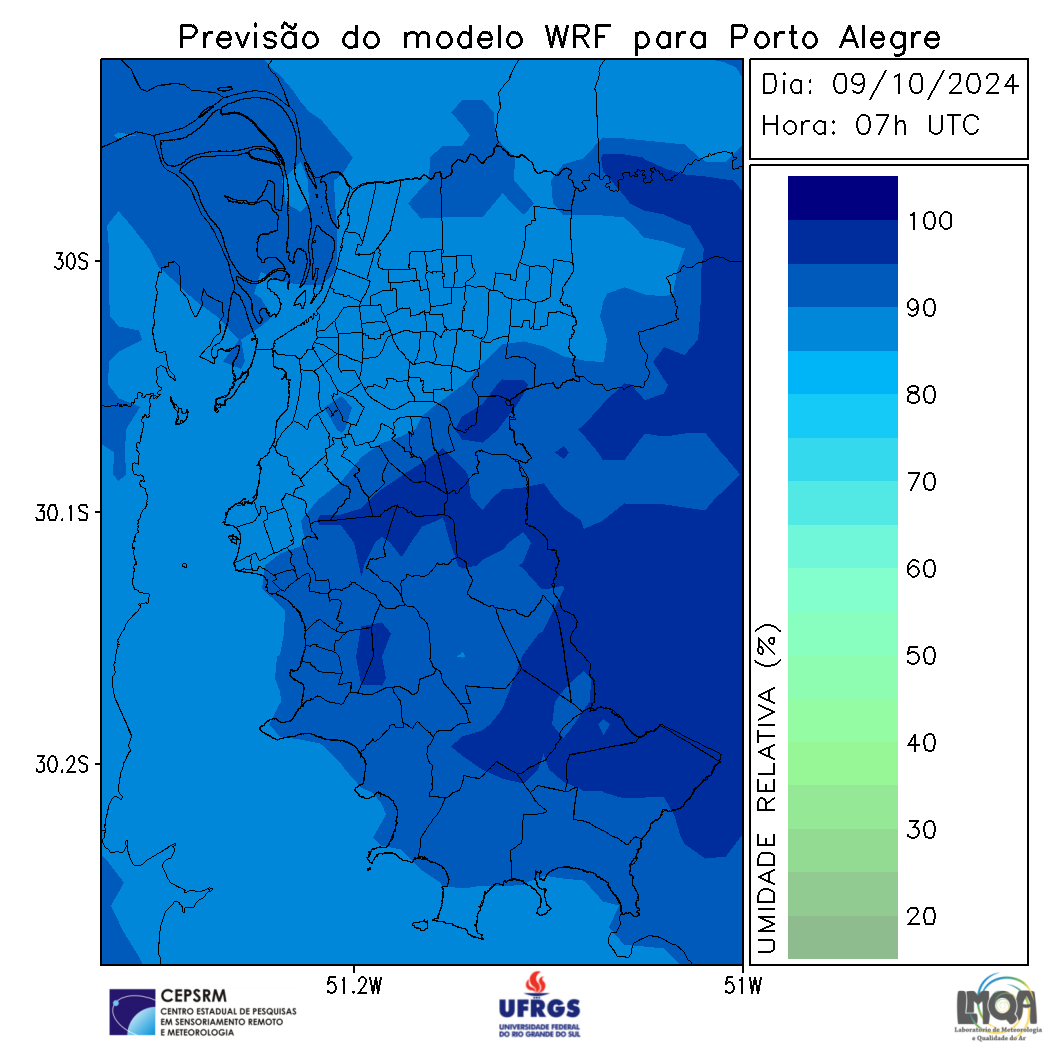 Previsão do modelo WRF para Porto Alegre
Dia: 09/10/2024
Hora: 07h UTC
100
90
80
70
60
50
40
30
20
UMIDADE RELATIVA (%)
30S
30.1S
30.2S
51.2W
51W
CEPSRM
CENTRO ESTADUAL DE PESQUISAS
EM SENSORIAMENTO REMOTO
E METEOROLOGIA
UFRGS
UNIVERSIDADE FEDERAL
DO RIO GRANDE DO SUL
LMQA
Laboratório de Meteorologia
e Qualidade do Ar